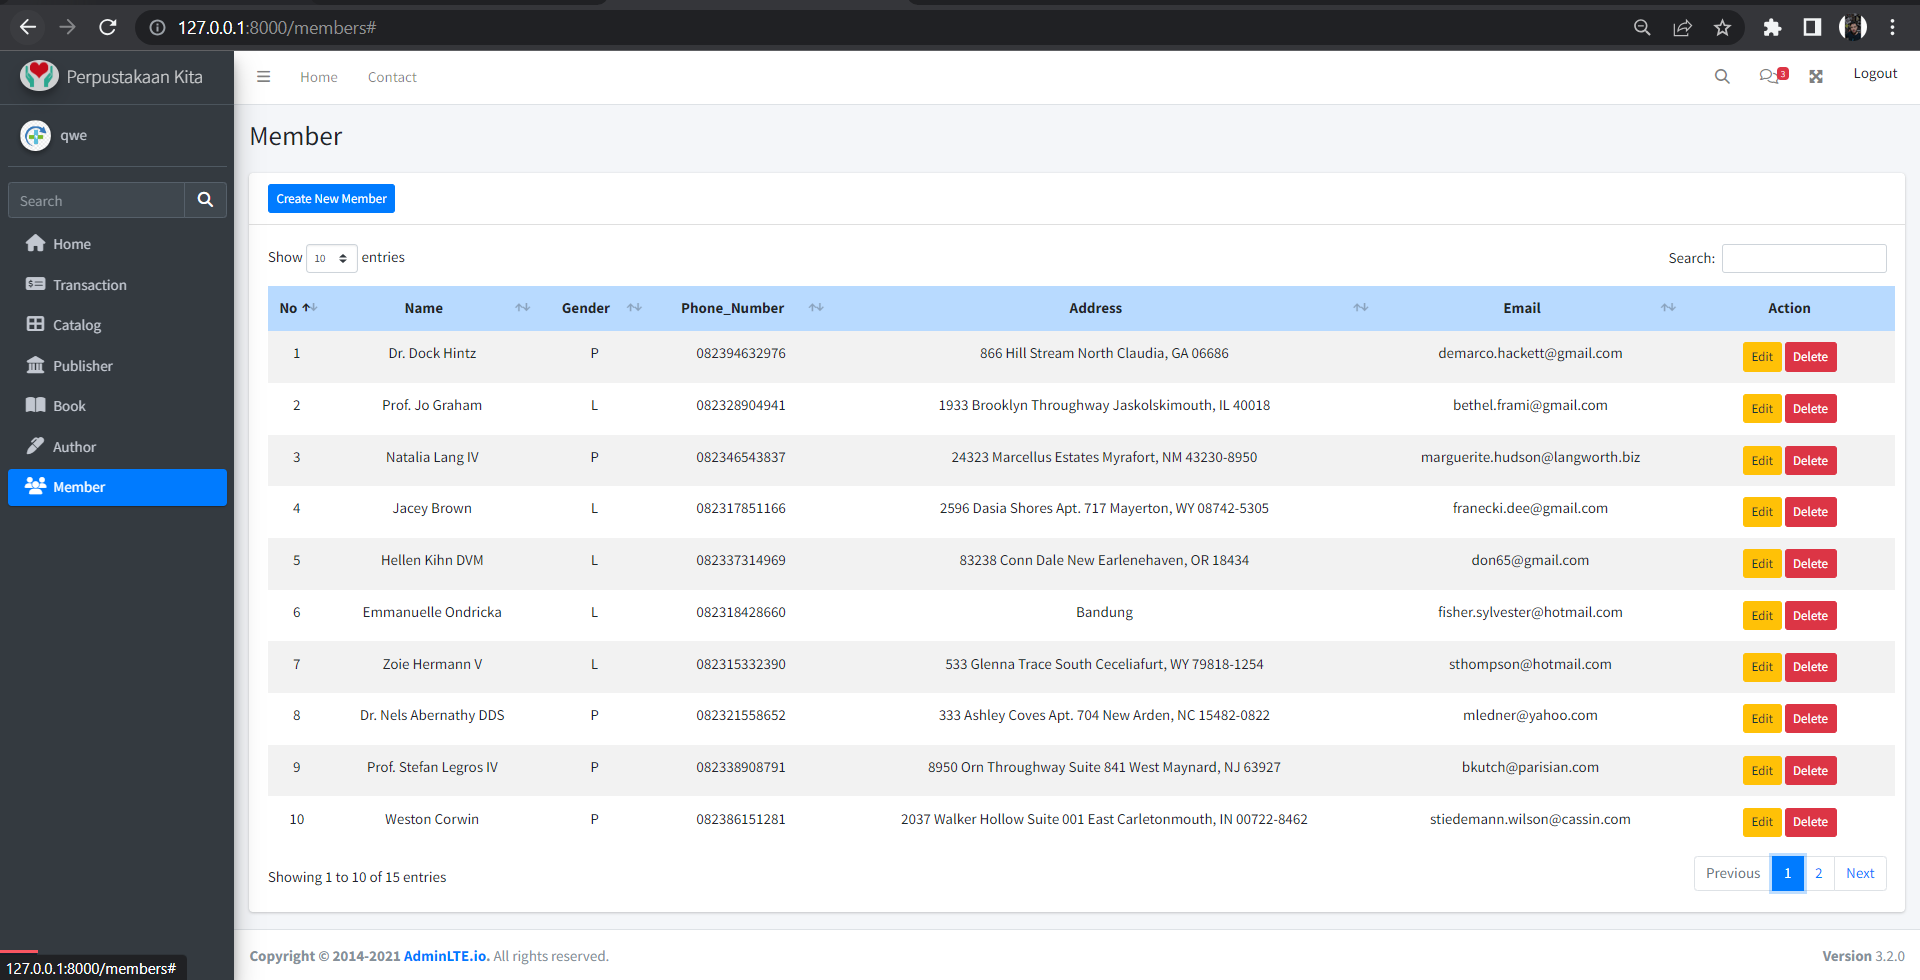 127.0.0.1:8000/members#
Perpustakaan Kita
Home Contact
3
Logout
qwe
Search
Home
Transaction
Catalog
Publisher
Book
Author
Member
Member
Create New Member
Show 10 entries
Search:
No Name Gender Phone_Number Address Email Action
1 Dr. Dock Hintz P 082394632976 866 Hill Stream North Claudia, GA 06686 demarco.hackett@gmail.com Edit Delete
2 Prof. Jo Graham L 082328904941 1933 Brooklyn Throughway Jaskolskimouth, IL 40018 bethel.frami@gmail.com Edit Delete
3 Natalia Lang IV P 082346543837 24323 Marcellus Estates Myrafort, NM 43230-8950 marguerite.hudson@langworth.biz Edit Delete
4 Jacey Brown L 082317851166 2596 Dasia Shores Apt. 717 Mayerton, WY 08742-5305 franecki.dee@gmail.com Edit Delete
5 Hellen Kihn DVM L 082337314969 83238 Conn Dale New Earlenehaven, OR 18434 don65@gmail.com Edit Delete
6 Emmanuelle Ondricka L 082318428660 Bandung fisher.sylvester@hotmail.com Edit Delete
7 Zoie Hermann V L 082315332390 533 Glenna Trace South Ceceliafurt, WY 79818-1254 sthompson@hotmail.com Edit Delete
8 Dr. Nels Abernathy DDS P 082321558652 333 Ashley Coves Apt. 704 New Arden, NC 15482-0822 mledner@yahoo.com Edit Delete
9 Prof. Stefan Legros IV P 082338908791 8950 Orn Throughway Suite 841 West Maynard, NJ 63927 bkutch@parisian.com Edit Delete
10 Weston Corwin P 082386151281 2037 Walker Hollow Suite 001 East Carletonmouth, IN 00722-8462 stiedemann.wilson@cassin.com Edit Delete
Showing 1 to 10 of 15 entries
Previous 1 2 Next
Copyright © 2014-2021 AdminLTE.io. All rights reserved.
Version 3.2.0
127.0.0.1:8000/members#